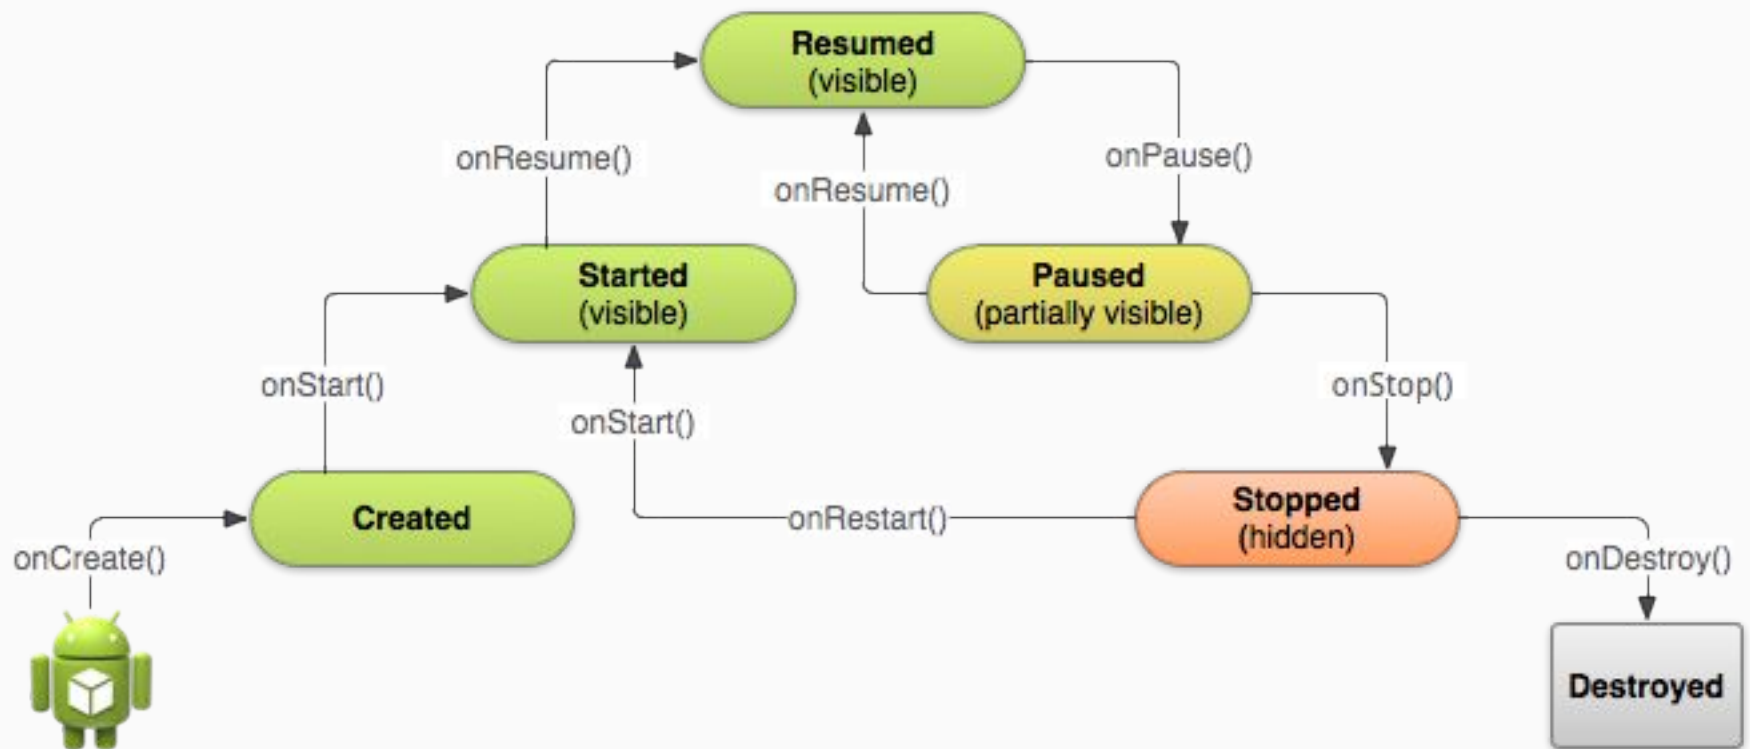 Resumed
(visible)
onResume()
onPause()
onResume()
Started
(visible)
Paused
(partially visible)
onStart()
onStart()
onStop()
Created
onRestart()
Stopped
(hidden)
onCreate()
onDestroy()
Destroyed